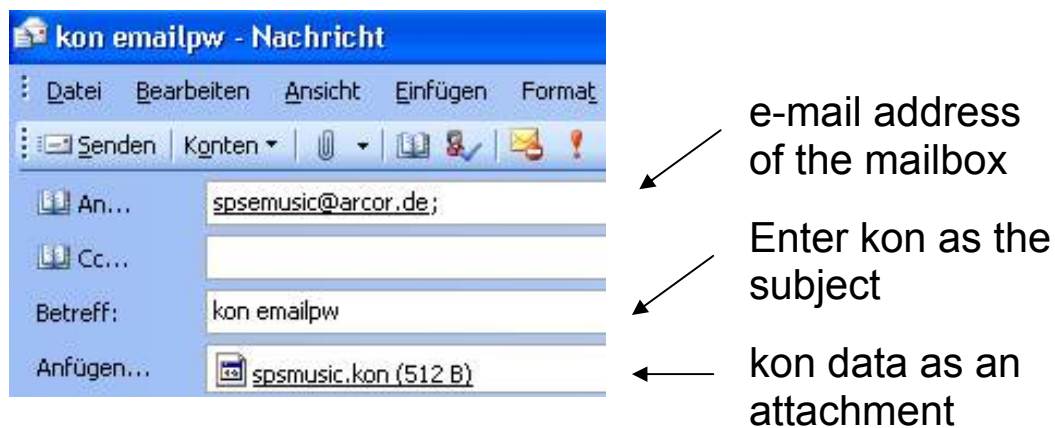 kon emailpw - Nachricht
Datei Bearbeiten Ansicht Einfügen Format
Senden Konten
An... spsemusic@arcor.de;
Cc...
Betreff: kon emailpw
Anfügen... spsmusic.kon (512 B)
e-mail address
of the mailbox
Enter kon as the
subject
kon data as an
attachment